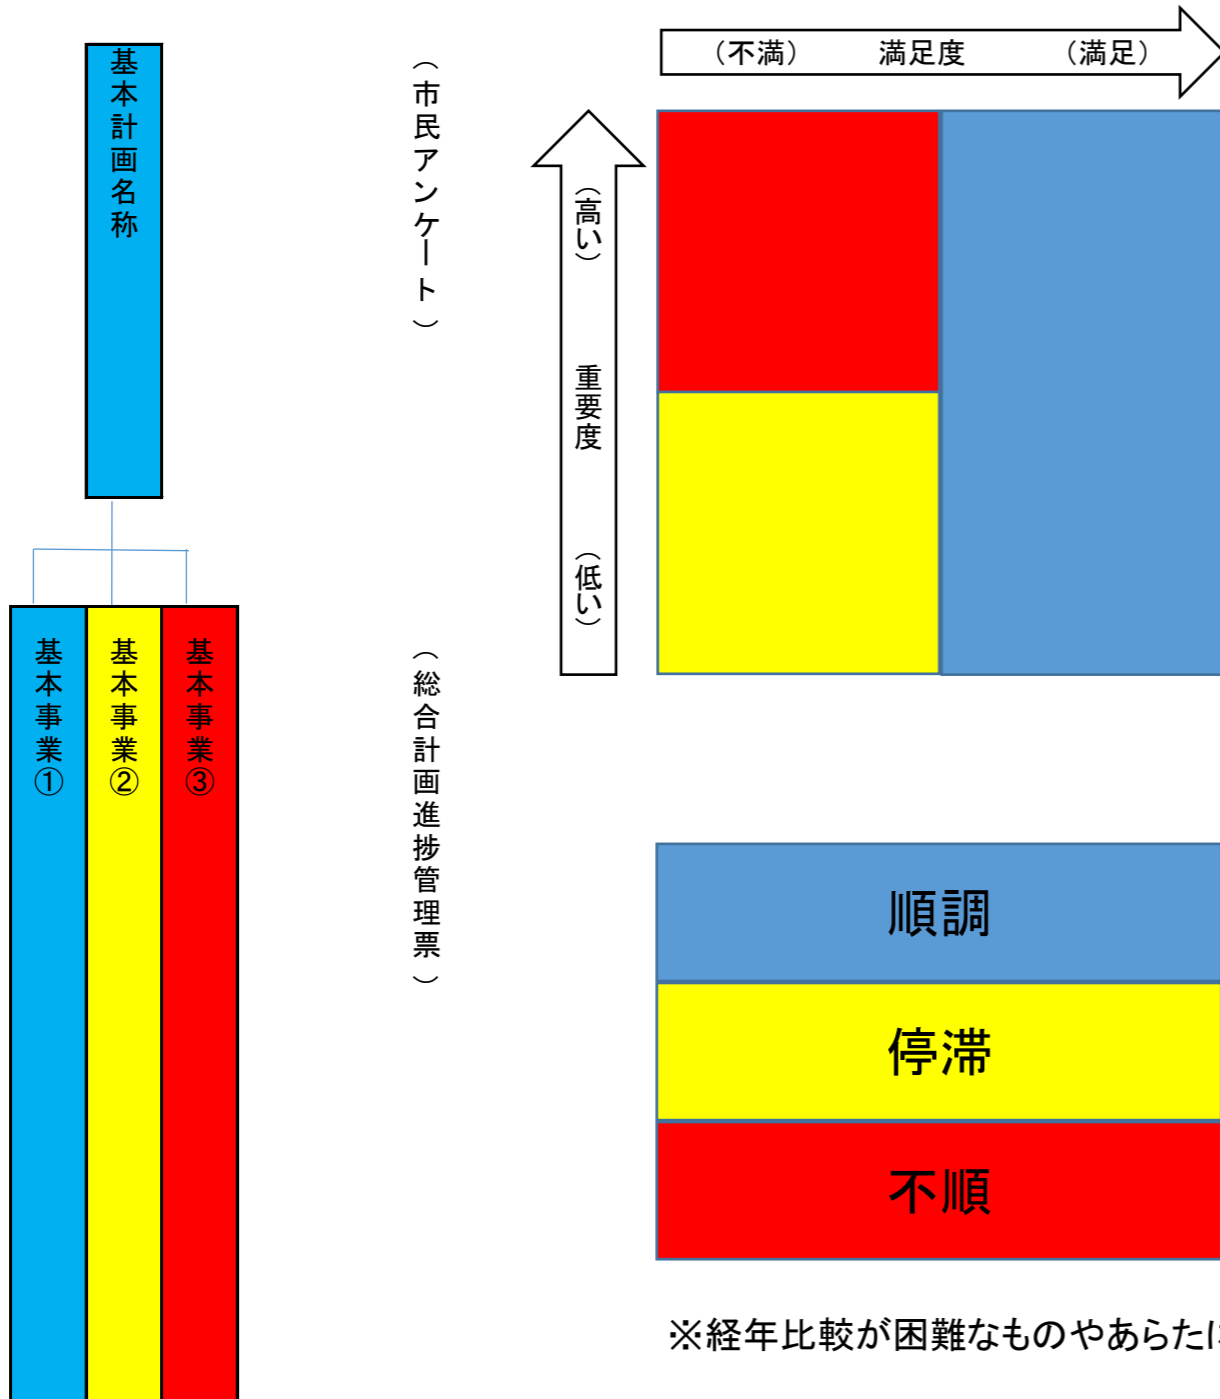 基本計画名称
（市民アンケート）
（不満） 満足度 （満足）
（高い） 重要度 （低い）
基本事業①
基本事業②
基本事業③
（総合計画進捗管理票）
順調
停滞
不順
※経年比較が困難なものやあらた